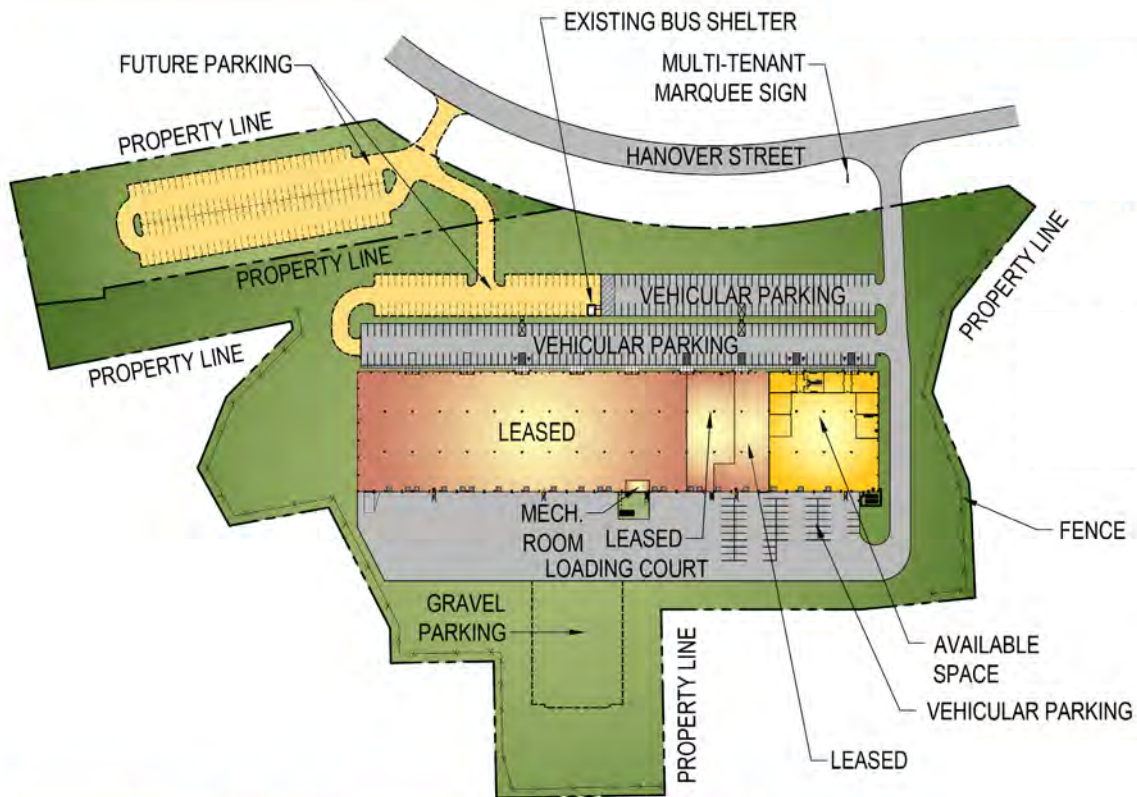 EXISTING BUS SHELTER
FUTURE PARKING
MULTI-TENANT
MARQUEE SIGN
PROPERTY LINE
HANOVER STREET
PROPERTY LINE
PROPERTY LINE
VEHICULAR PARKING
VEHICULAR PARKING
PROPERTY LINE
LEASED
MECH.
ROOM
LEASED
LOADING COURT
FENCE
GRAVEL
PARKING
PROPERTY LINE
AVAILABLE
SPACE
VEHICULAR PARKING
LEASED